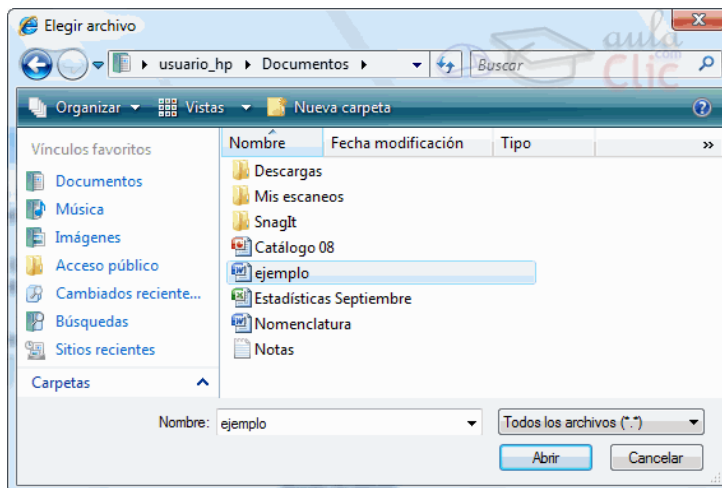 Elegir archivo
aula
.com
Clic
usuario_hp Documentos
Buscar
Organizar Vistas Nueva carpeta
Vínculos favoritos
Documentos
Música
Imágenes
Acceso público
Cambiados reciente...
Búsquedas
Sitios recientes
Carpetas
Nombre Fecha modificación Tipo »
Descargas
Mis escaneos
SnagIt
Catálogo 08
ejemplo
Estadísticas Septiembre
Nomenclatura
Notas
Nombre: ejemplo
Todos los archivos (*.*)
Abrir Cancelar